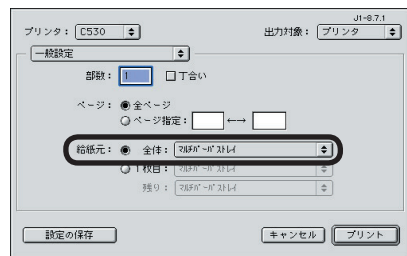 J1-8.7.1
プリンタ： C530 出力対象： プリンタ
一般設定
部数： 1 丁合い
ページ： 全ページ
ページ指定： ←→
給紙元： 全体： マルチパーパストレイ
1 枚目： マルチパーパストレイ
残り： マルチパーパストレイ
設定の保存 キャンセル プリント